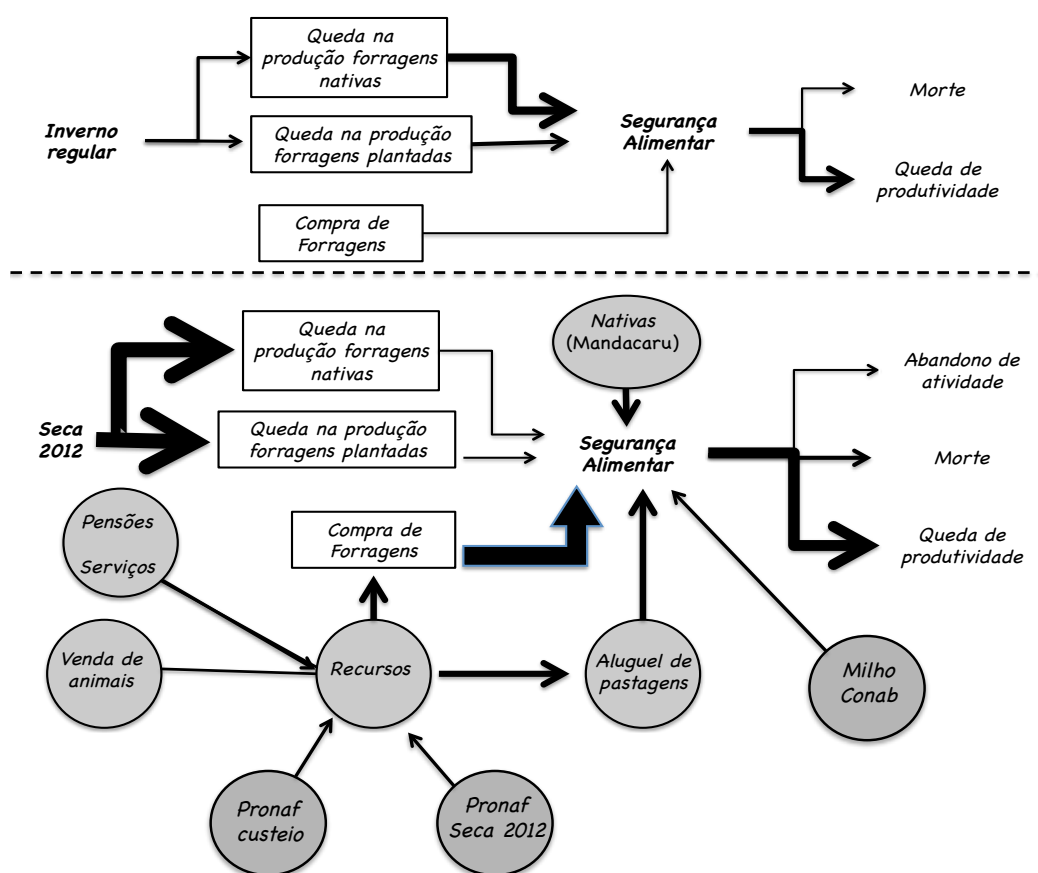 Queda na
produção forragens
nativas
Inverno
regular
Queda na produção
forragens plantadas
Compra de
Forragens
Segurança
Alimentar
Morte
Queda de
produtividade
Seca
2012
Queda na
produção forragens
nativas
Queda na produção
forragens plantadas
Nativas
(Mandacaru)
Segurança
Alimentar
Abandono de
atividade
Morte
Queda de
produtividade
Pensões
Serviços
Compra de
Forragens
Venda de
animais
Recursos
Aluguel de
pastagens
Milho
Conab
Pronaf
custeio
Pronaf
Seca 2012